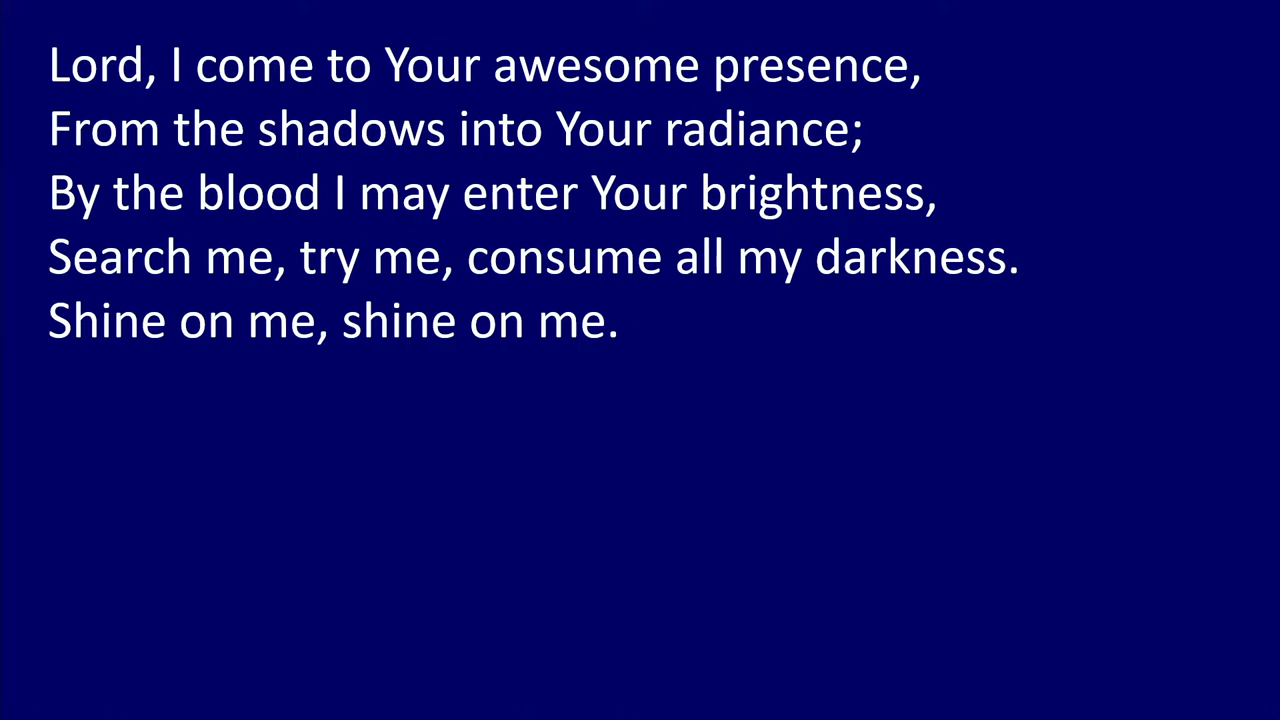 Lord, I come to Your awesome presence,
From the shadows into Your radiance;
By the blood I may enter Your brightness,
Search me, try me, consume all my darkness.
Shine on me, shine on me.